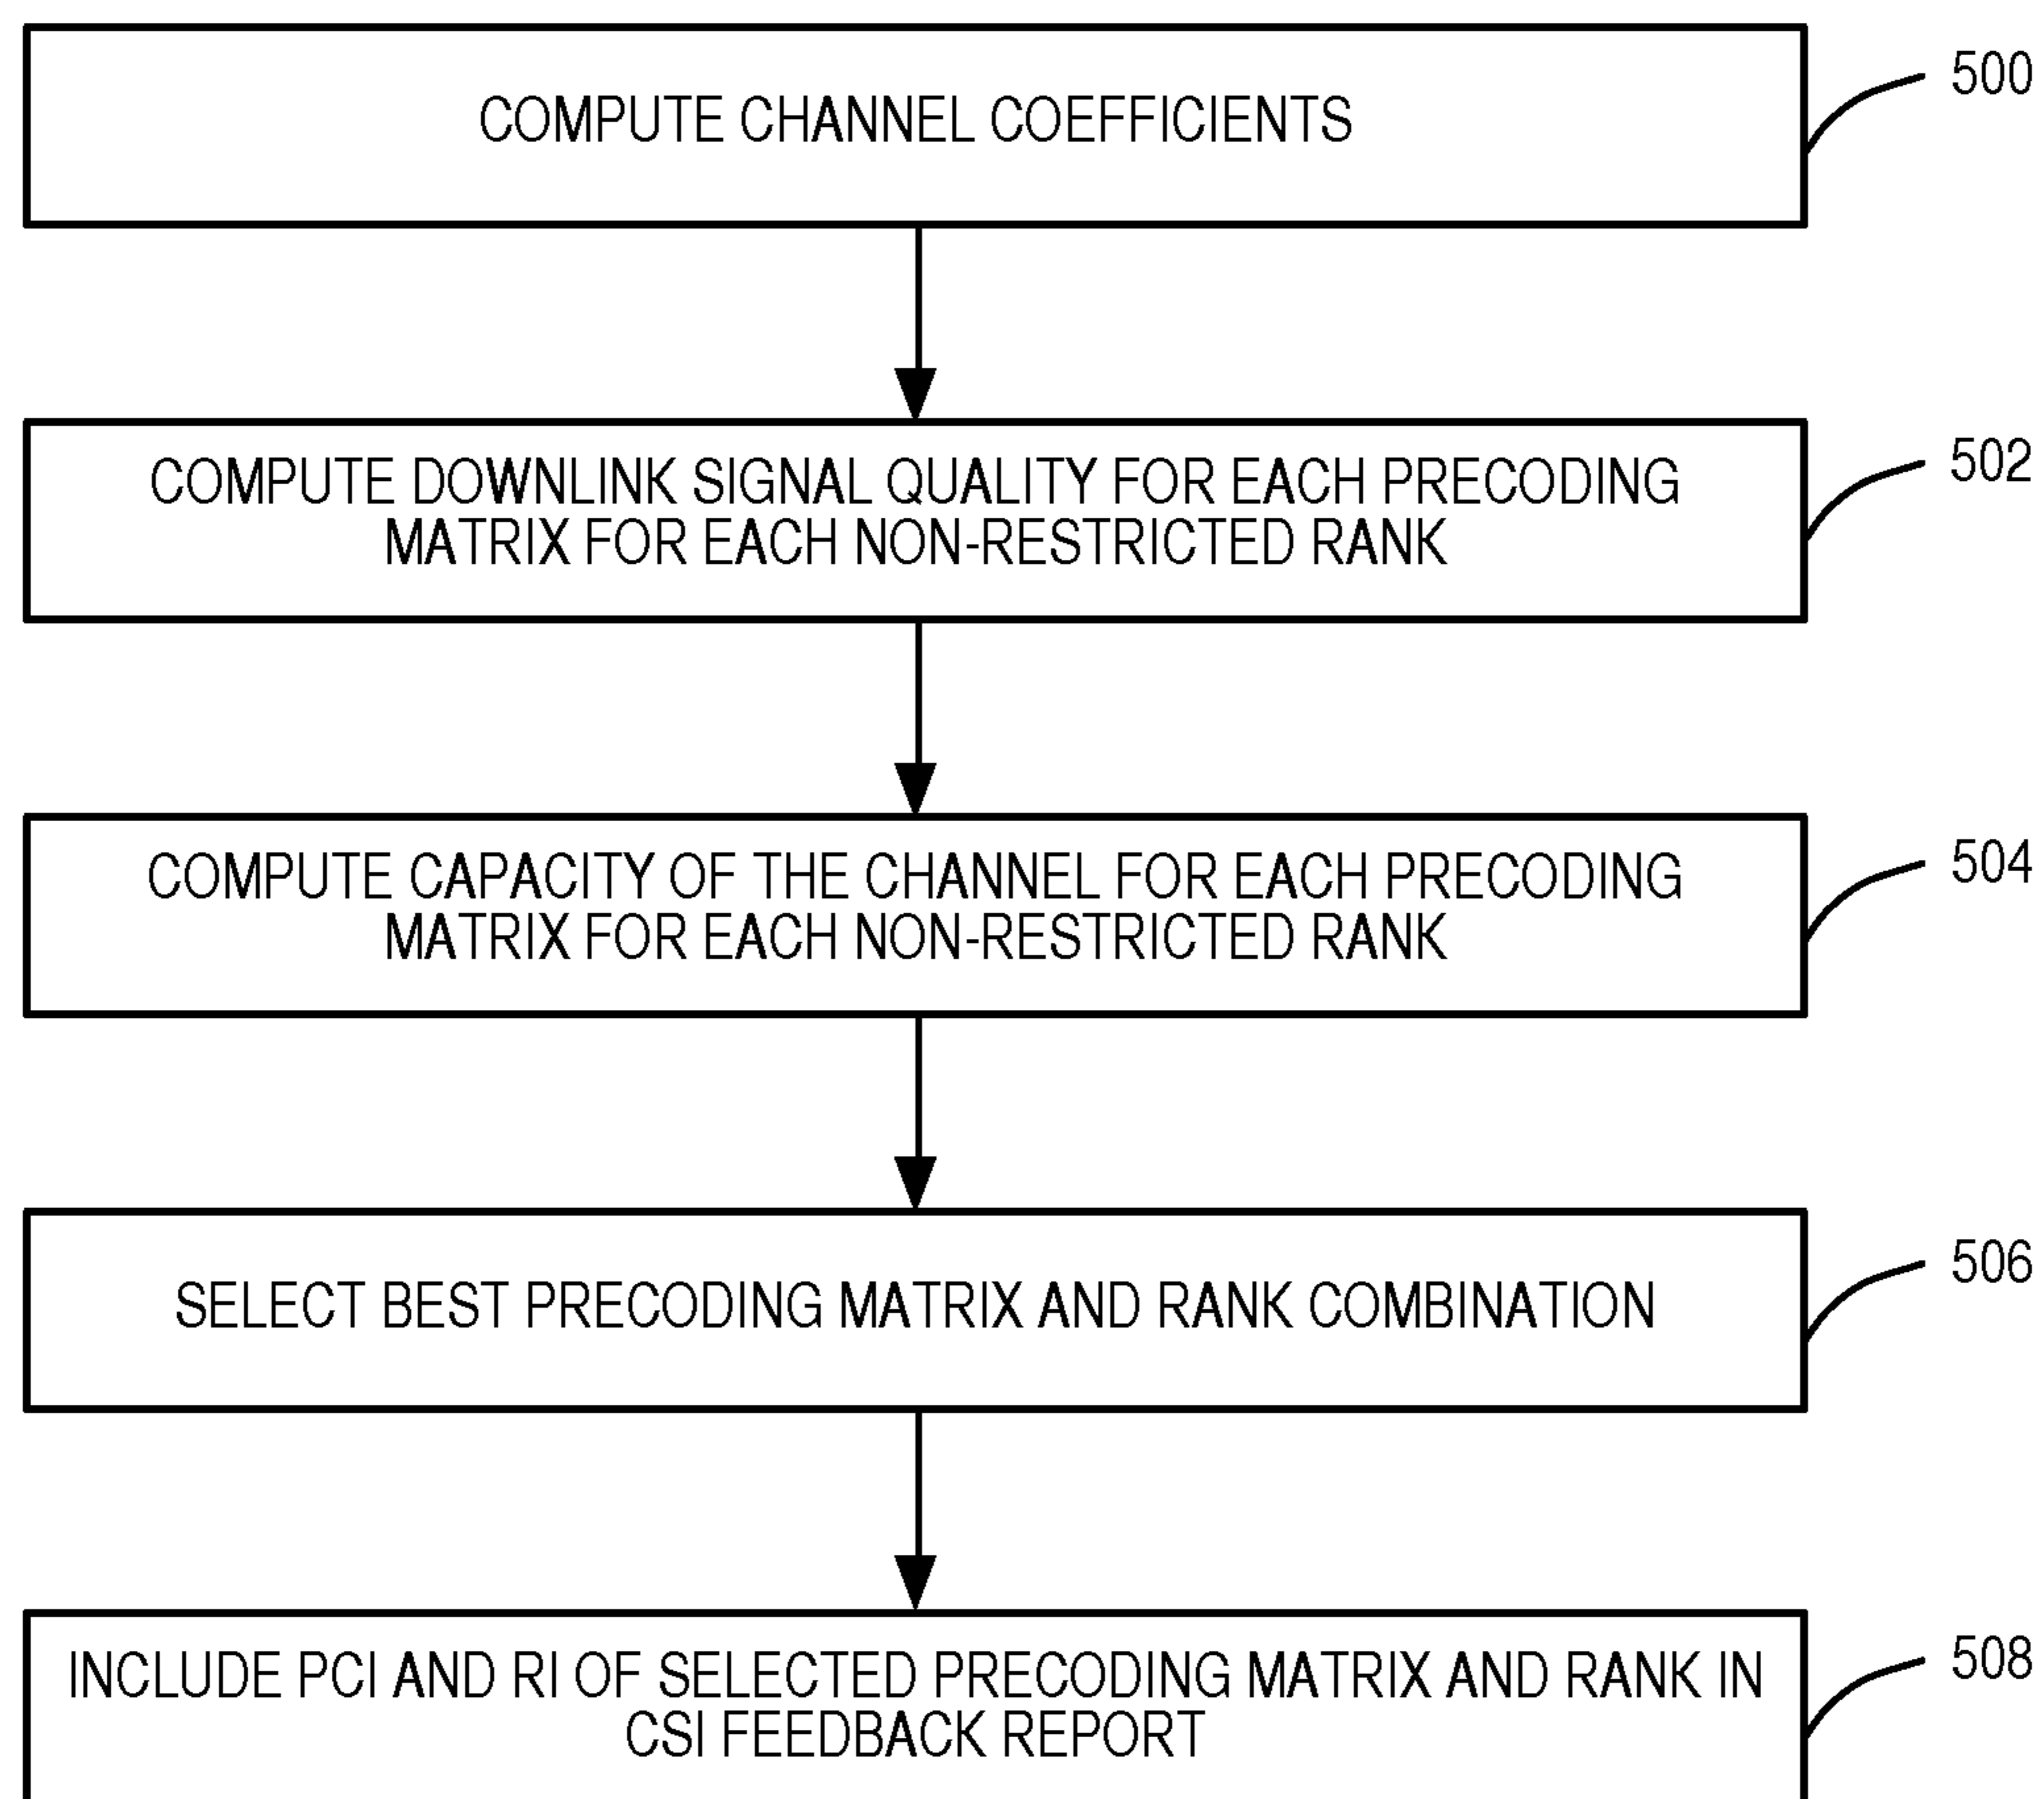 COMPUTE CHANNEL COEFFICIENTS
500
COMPUTE DOWNLINK SIGNAL QUALITY FOR EACH PRECODING
MATRIX FOR EACH NON-RESTRICTED RANK
502
COMPUTE CAPACITY OF THE CHANNEL FOR EACH PRECODING
MATRIX FOR EACH NON-RESTRICTED RANK
504
SELECT BEST PRECODING MATRIX AND RANK COMBINATION
506
INCLUDE PCI AND RI OF SELECTED PRECODING MATRIX AND RANK IN
CSI FEEDBACK REPORT
508